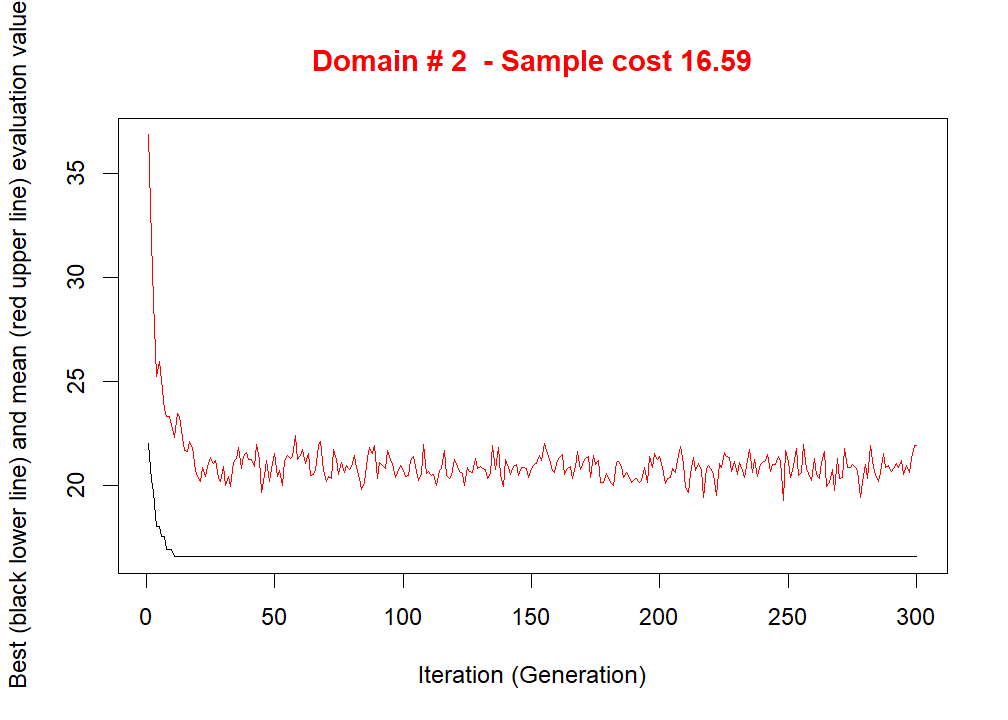 Domain # 2  - Sample cost 16.59
Best (black lower line) and mean (red upper line) evaluation value
35
30
25
20
0 50 100 150 200 250 300
Iteration (Generation)